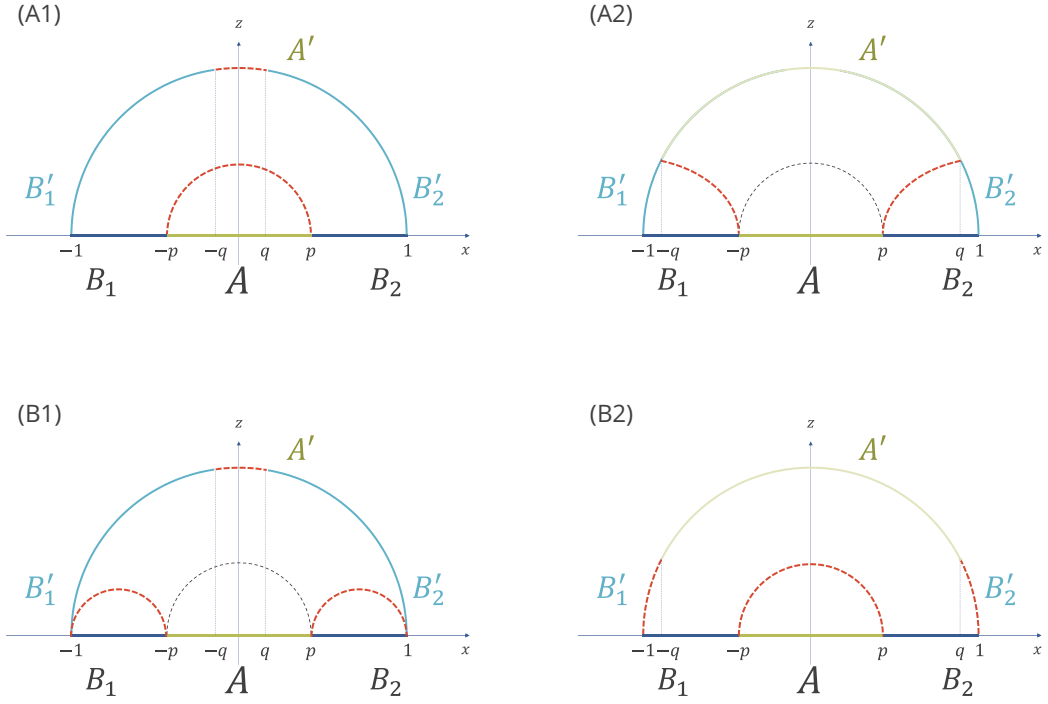 (A1)
z
A′
B′₁
B′₂
−1
−p
−q
q
p
1
x
B₁
A
B₂
(A2)
z
A′
B′₁
B′₂
−1
−q
−p
p
q
1
x
B₁
A
B₂
(B1)
z
A′
B′₁
B′₂
−1
−p
−q
q
p
1
x
B₁
A
B₂
(B2)
z
A′
B′₁
B′₂
−1
−q
−p
p
q
1
x
B₁
A
B₂